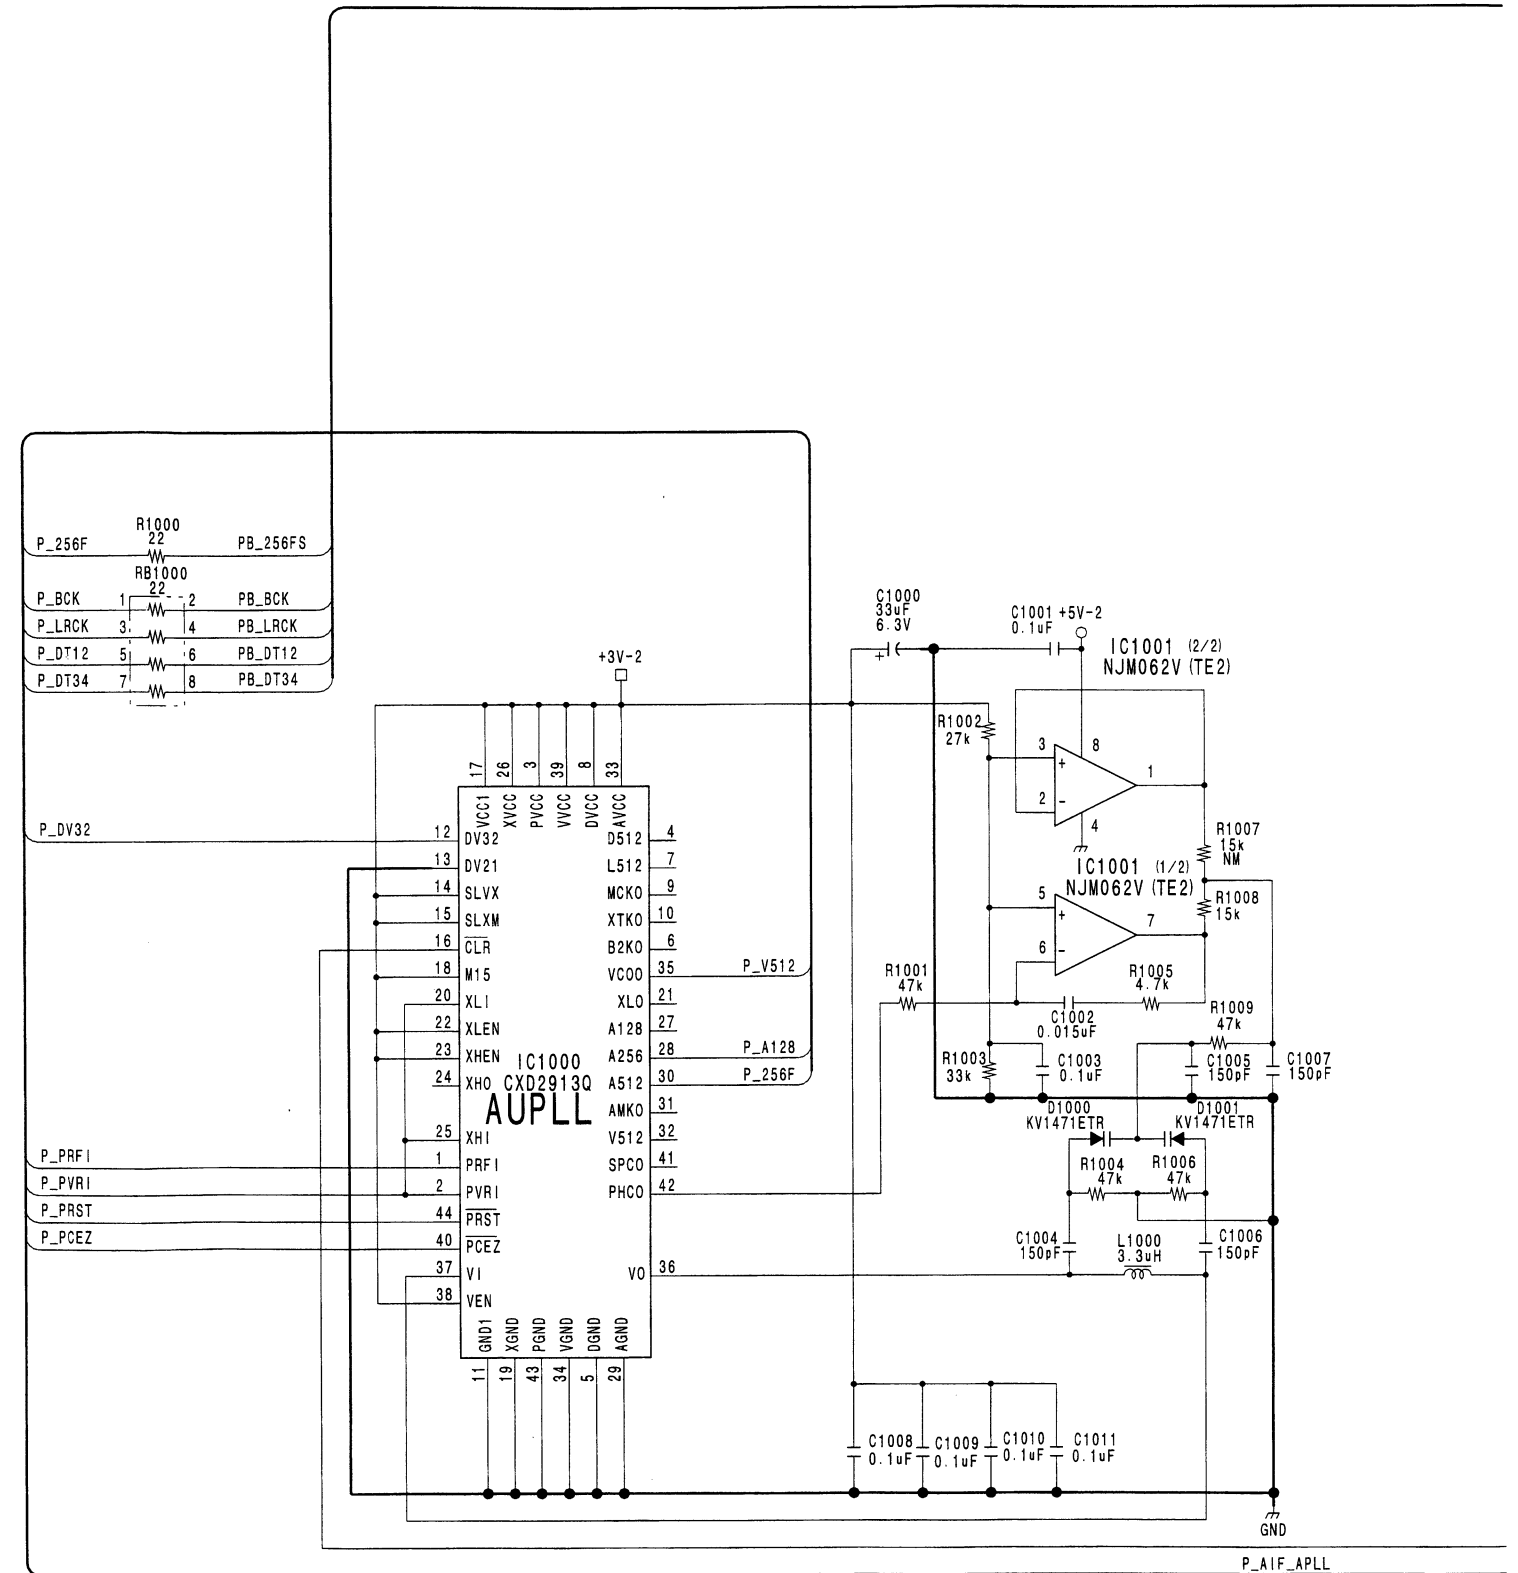 R1000
22
P_256F PB_256FS
RB1000
22
P_BCK 1 2 PB_BCK
P_LRCK 3 4 PB_LRCK
P_DT12 5 6 PB_DT12
P_DT34 7 8 PB_DT34
+3V-2
C1000
33uF
6.3V
+
C1001 +5V-2
0.1uF
IC1001 (2/2)
NJM062V (TE2)
R1002
27k
3 + 8
1
2 -
4
R1007
15k
NM
IC1001 (1/2)
NJM062V (TE2)
R1008
15k
5 +
7
6 -
R1001
47k
R1005
4.7k
C1002
0.015uF
R1009
47k
R1003
33k
C1003
0.1uF
C1005
150pF
C1007
150pF
D1000
KV1471ETR
D1001
KV1471ETR
R1004
47k
R1006
47k
C1004
150pF
L1000
3.3uH
C1006
150pF
17 26 3 39 8 33
VCC1 XVCC PVCC VVCC DVCC AVCC
P_DV32 12 DV32 D512 4
13 DV21 L512 7
14 SLVX MCKO 9
15 SLXM XTKO 10
16 CLR B2KO 6
18 M15 VCOO 35 P_V512
20 XLI XLO 21
22 XLEN A128 27
23 XHEN A256 28 P_A128
24 XHO A512 30 P_256F
IC1000
CXD2913Q
AUPLL
AMKO 31
25 XHI V512 32
P_PRFI 1 PRFI SPCO 41
P_PVRI 2 PVRI PHCO 42
P_PRST 44 PRST
P_PCEZ 40 PCEZ
37 VI VO 36
38 VEN
GND1 XGND PGND VGND DGND AGND
11 19 43 34 5 29
C1008
0.1uF
C1009
0.1uF
C1010
0.1uF
C1011
0.1uF
GND
P_AIF_APLL